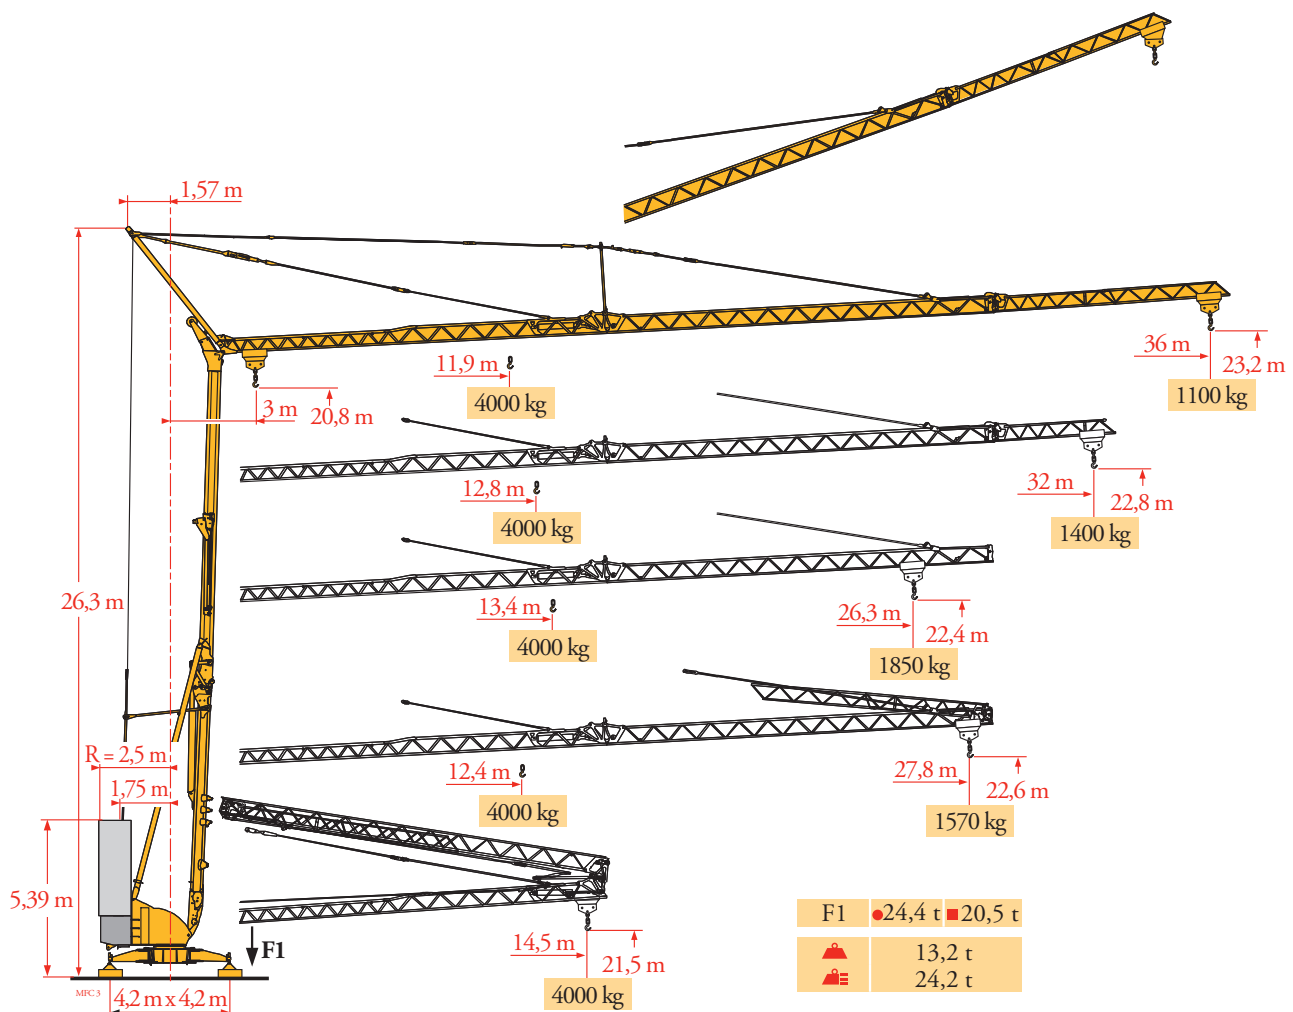 1,57 m
11,9 m
4000 kg
36 m
23,2 m
1100 kg
3 m
20,8 m
12,8 m
4000 kg
32 m
22,8 m
1400 kg
26,3 m
13,4 m
4000 kg
26,3 m
22,4 m
1850 kg
R = 2,5 m
1,75 m
12,4 m
4000 kg
27,8 m
22,6 m
1570 kg
5,39 m
F1
14,5 m
21,5 m
4000 kg
F1 24,4 t 20,5 t
13,2 t
24,2 t
MFC 3
4,2 m x 4,2 m